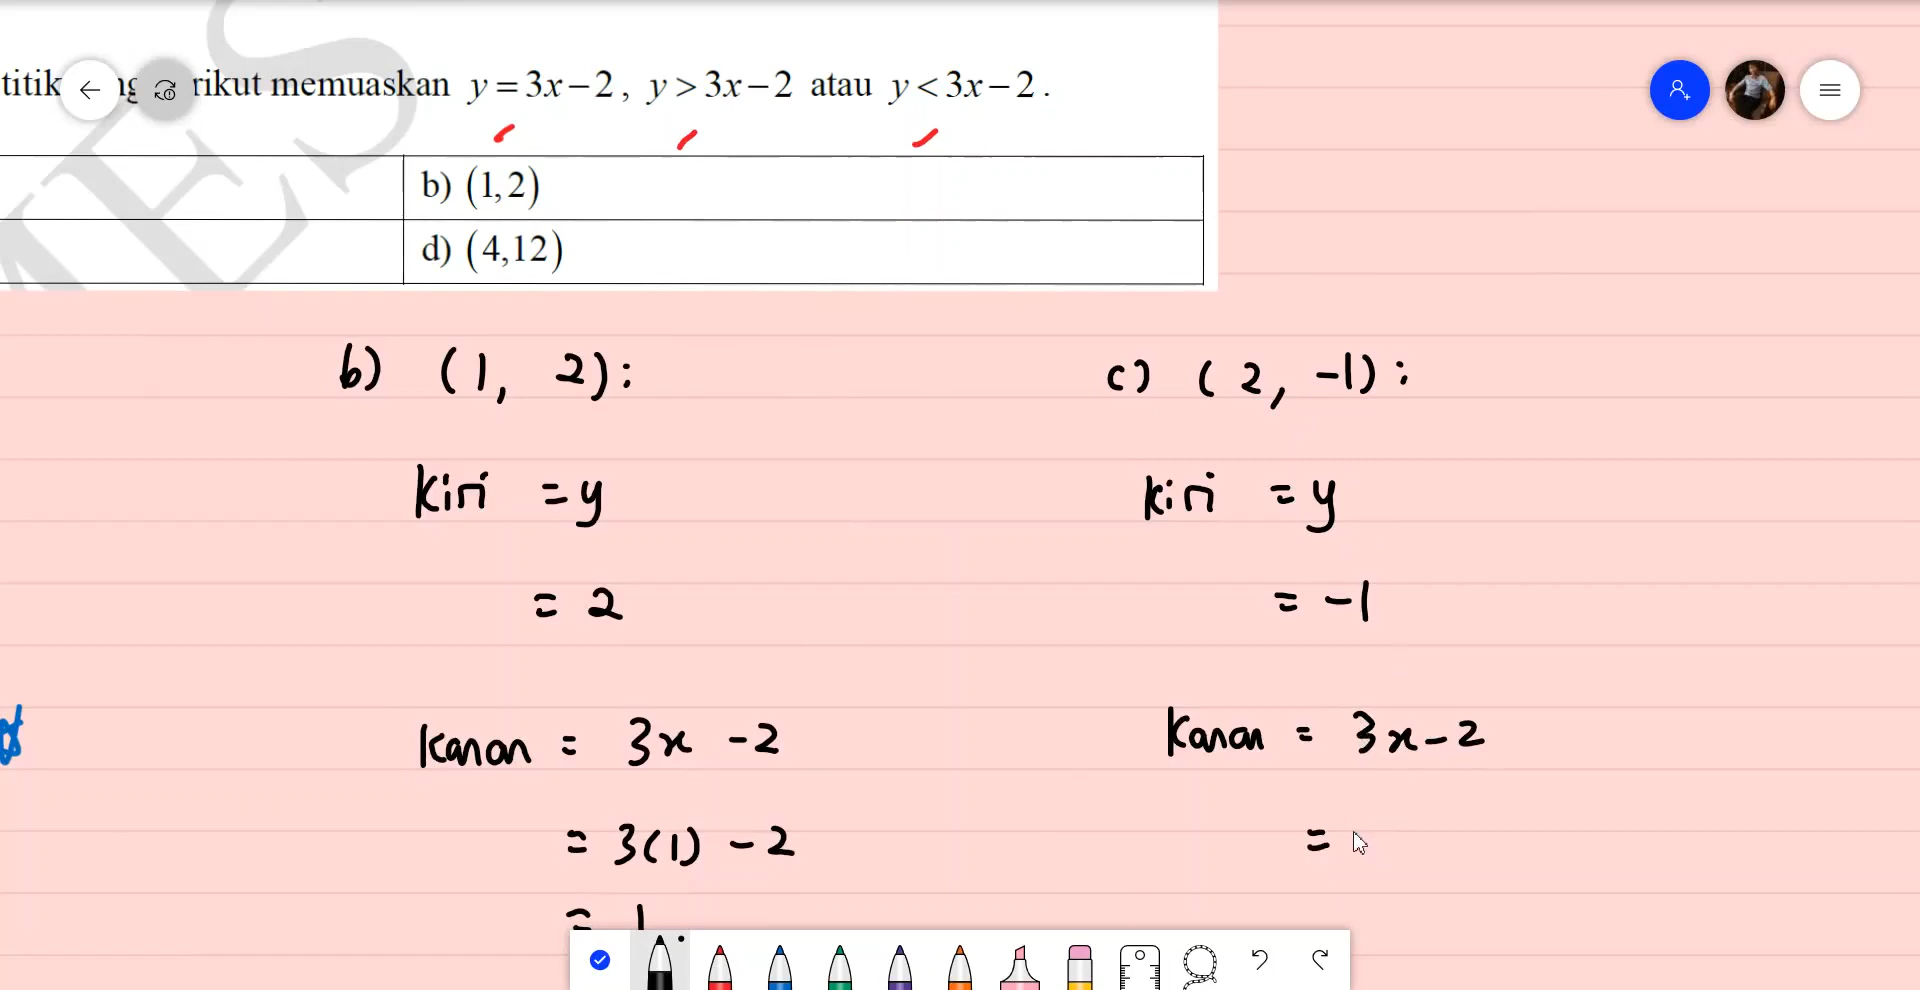 titik rikut memuaskan y = 3x − 2 , y > 3x − 2 atau y < 3x − 2 .
b) (1, 2)
d) (4,12)
b) (1, 2):
c) (2, -1):
kiri = y
kiri = y
= 2
= -1
kanan = 3x - 2
kanan = 3x - 2
= 3(1) - 2
=
= 1